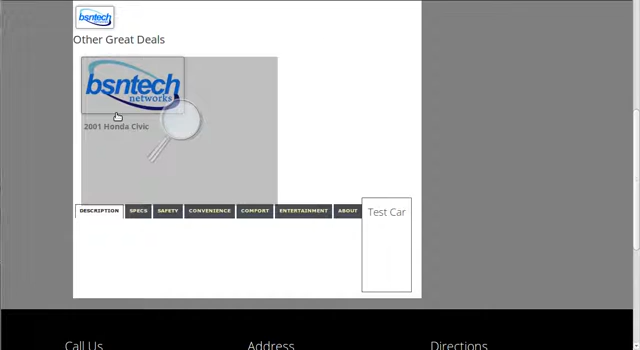 bsntech
Other Great Deals
bsntech
networks
2001 Honda Civic
DESCRIPTION SPECS SAFETY CONVENIENCE COMFORT ENTERTAINMENT ABOUT
Test Car
Call Us Address Directions